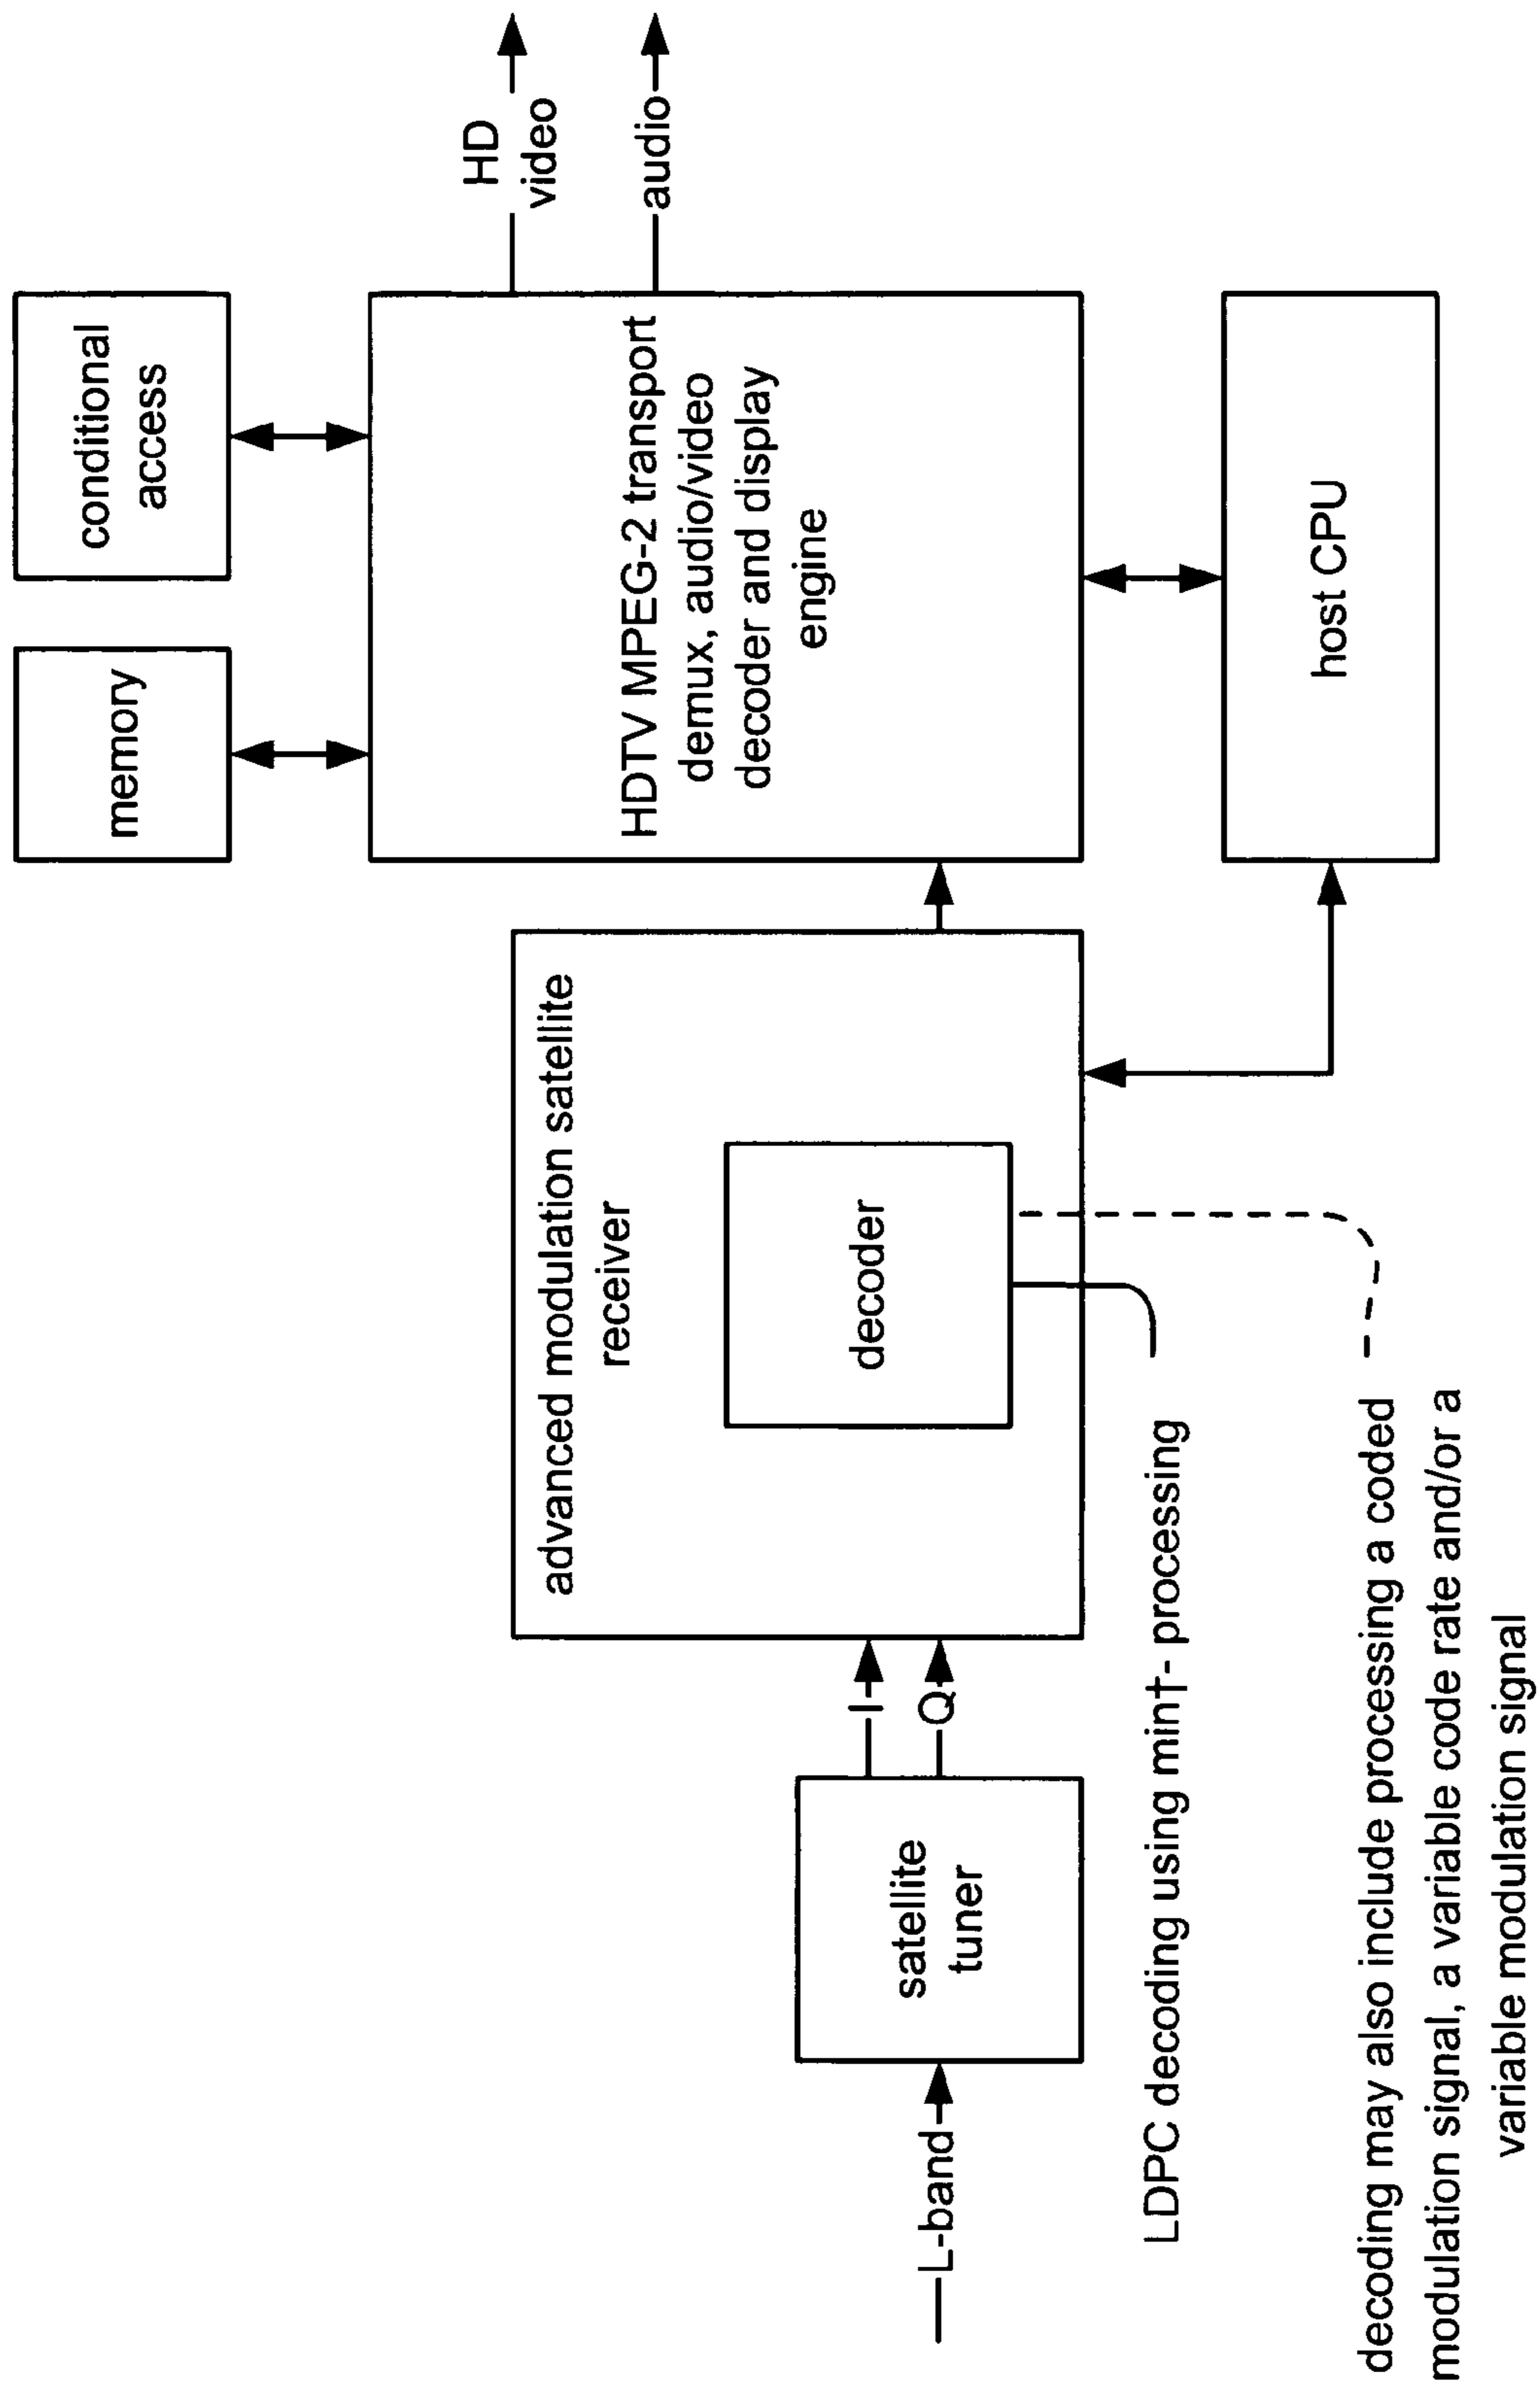 memory
conditional
access
HDTV MPEG-2 transport
demux, audio/video
decoder and display
engine
HD
video
audio
advanced modulation satellite
receiver
decoder
satellite
tuner
L-band
I
Q
host CPU
LDPC decoding using min†- processing
decoding may also include processing a coded
modulation signal, a variable code rate and/or a
variable modulation signal